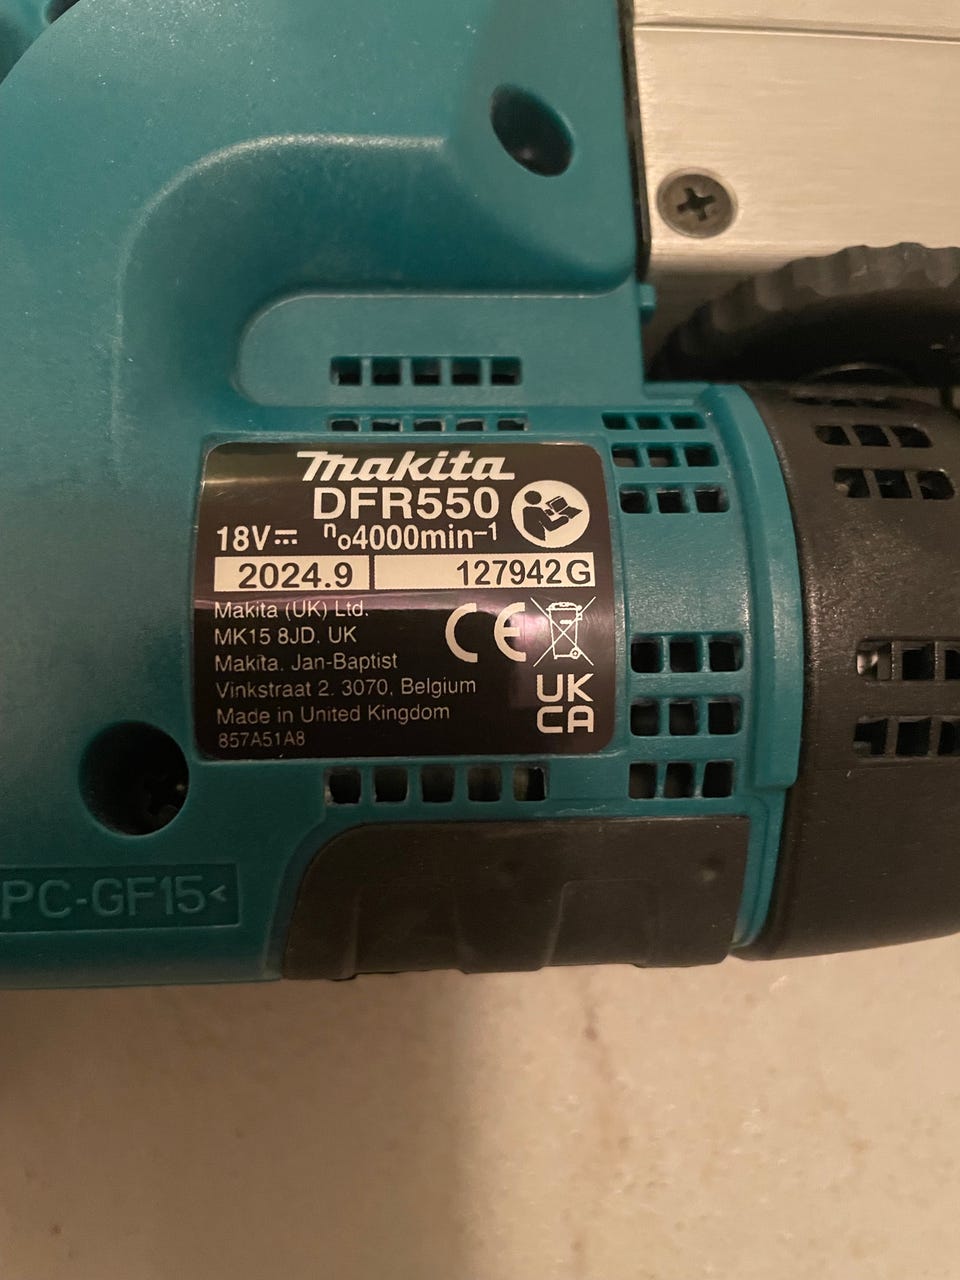 makita
DFR550
18V⎓ n₀4000min⁻¹
2024.9 127942G
Makita (UK) Ltd.
MK15 8JD. UK
Makita. Jan-Baptist
Vinkstraat 2. 3070, Belgium
Made in United Kingdom
857A51A8
CE
UK
CA
PC-GF15<